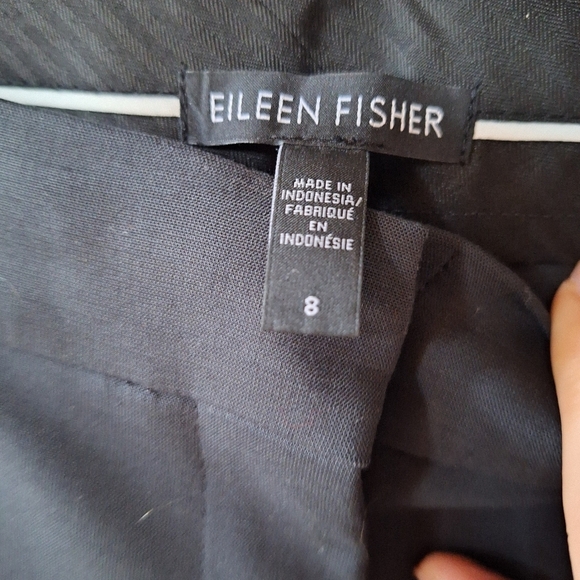 EILEEN FISHER
MADE IN
INDONESIA/
FABRIQUÉ
EN
INDONÉSIE
8